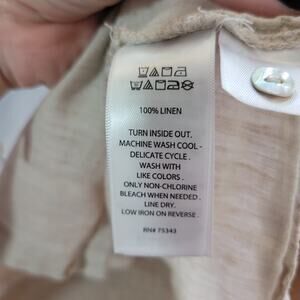 100% LINEN
TURN INSIDE OUT.
MACHINE WASH COOL -
DELICATE CYCLE.
WASH WITH
LIKE COLORS.
ONLY NON-CHLORINE
BLEACH WHEN NEEDED.
LINE DRY.
LOW IRON ON REVERSE.
RN# 75343